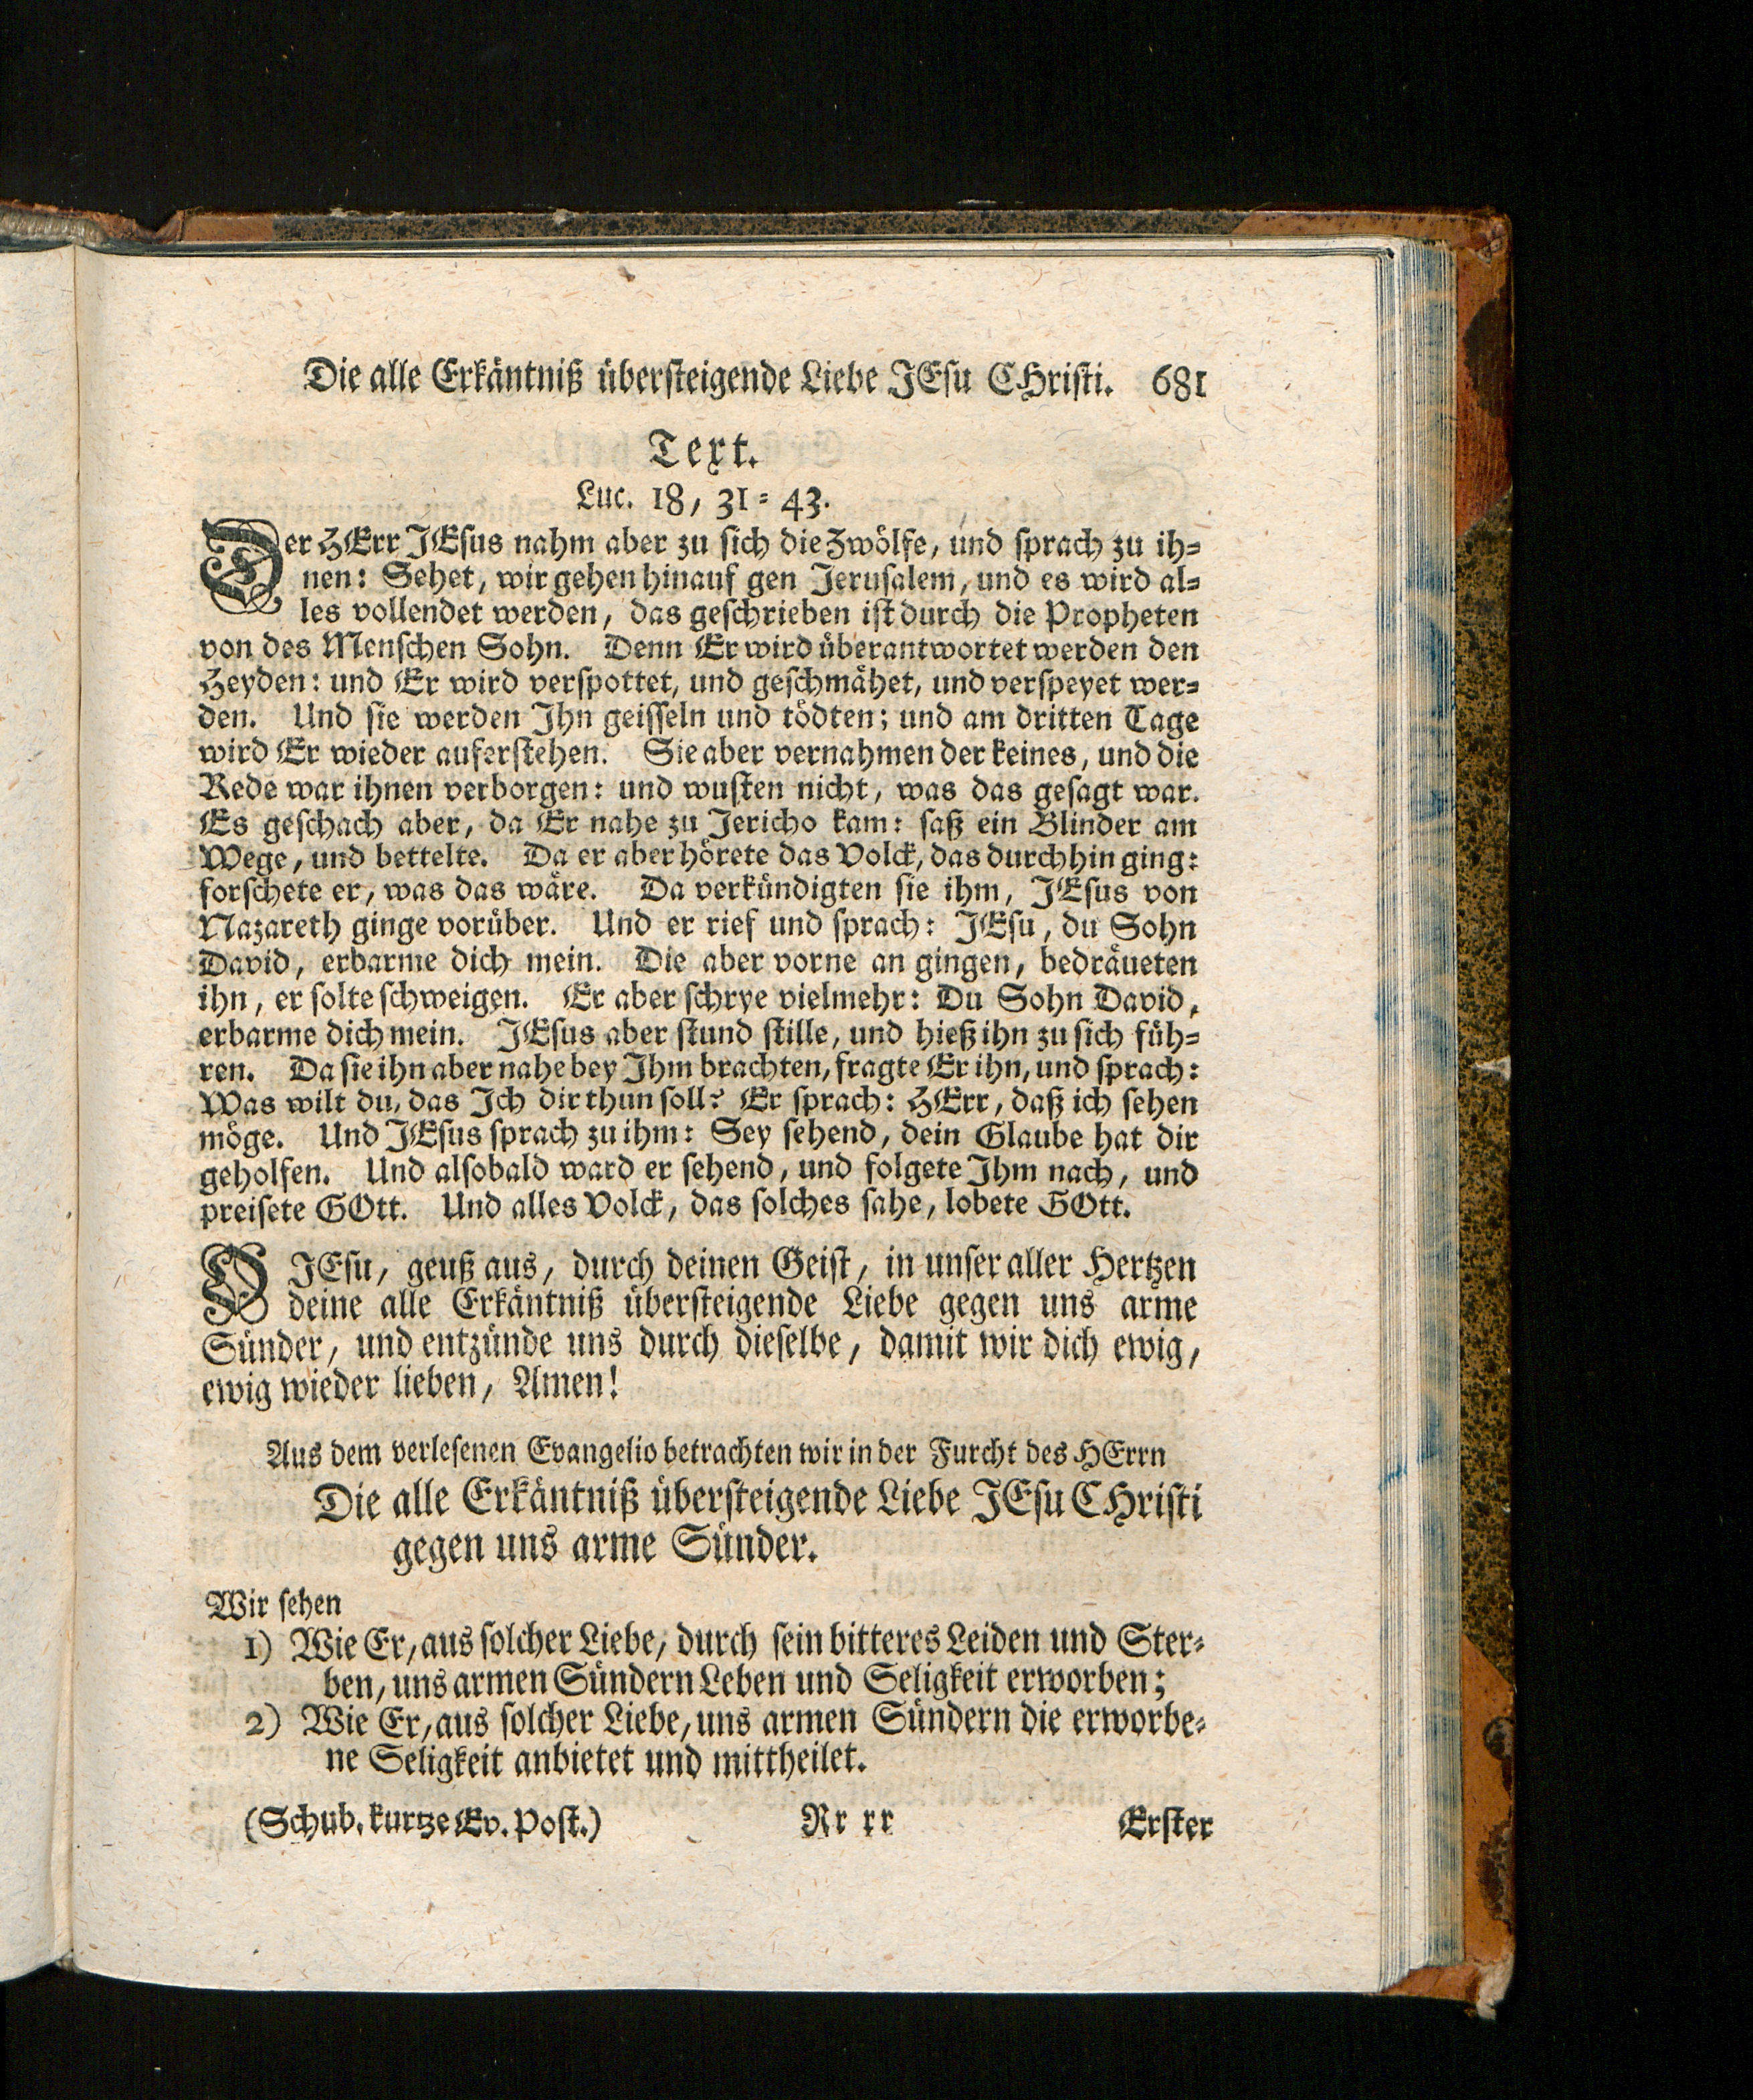 Die alle Erkäntniß übersteigende Liebe JEsu CHristi. 681
Text.
Luc. 18, 31-43.
Der HErr JEsus nahm aber zu sich die Zwölfe, und sprach zu ih-
nen: Sehet, wir gehen hinauf gen Jerusalem, und es wird al-
les vollendet werden, das geschrieben ist durch die Propheten
von des Menschen Sohn. Denn Er wird überantwortet werden den
Heyden: und Er wird verspottet, und geschmähet, und verspeyet wer-
den. Und sie werden Ihn geisseln und tödten; und am dritten Tage
wird Er wieder auferstehen. Sie aber vernahmen der keines, und die
Rede war ihnen verborgen: und wusten nicht, was das gesagt war.
Es geschach aber, da Er nahe zu Jericho kam: saß ein Blinder am
Wege, und bettelte. Da er aber hörete das Volck, das durchhin ging:
forschete er, was das wäre. Da verkündigten sie ihm, JEsus von
Nazareth ginge vorüber. Und er rief und sprach: JEsu, du Sohn
David, erbarme dich mein. Die aber vorne an gingen, bedräueten
ihn, er solte schweigen. Er aber schrye vielmehr: Du Sohn David,
erbarme dich mein. JEsus aber stund stille, und hieß ihn zu sich füh-
ren. Da sie ihn aber nahe bey Ihm brachten, fragte Er ihn, und sprach:
Was wilt du, das Ich dir thun soll? Er sprach: HErr, daß ich sehen
möge. Und JEsus sprach zu ihm: Sey sehend, dein Glaube hat dir
geholfen. Und alsobald ward er sehend, und folgete Ihm nach, und
preisete GOtt. Und alles Volck, das solches sahe, lobete GOtt.
O JEsu, geuß aus, durch deinen Geist, in unser aller Hertzen
deine alle Erkäntniß übersteigende Liebe gegen uns arme
Sünder, und entzünde uns durch dieselbe, damit wir dich ewig,
ewig wieder lieben, Amen!
Aus dem verlesenen Evangelio betrachten wir in der Furcht des HErrn
Die alle Erkäntniß übersteigende Liebe JEsu CHristi
gegen uns arme Sünder.
Wir sehen
1) Wie Er, aus solcher Liebe, durch sein bitteres Leiden und Ster-
ben, uns armen Sündern Leben und Seligkeit erworben;
2) Wie Er, aus solcher Liebe, uns armen Sündern die erworbe-
ne Seligkeit anbietet und mittheilet.
(Schub. kurtze Ev. Post.) Rr rr Erster